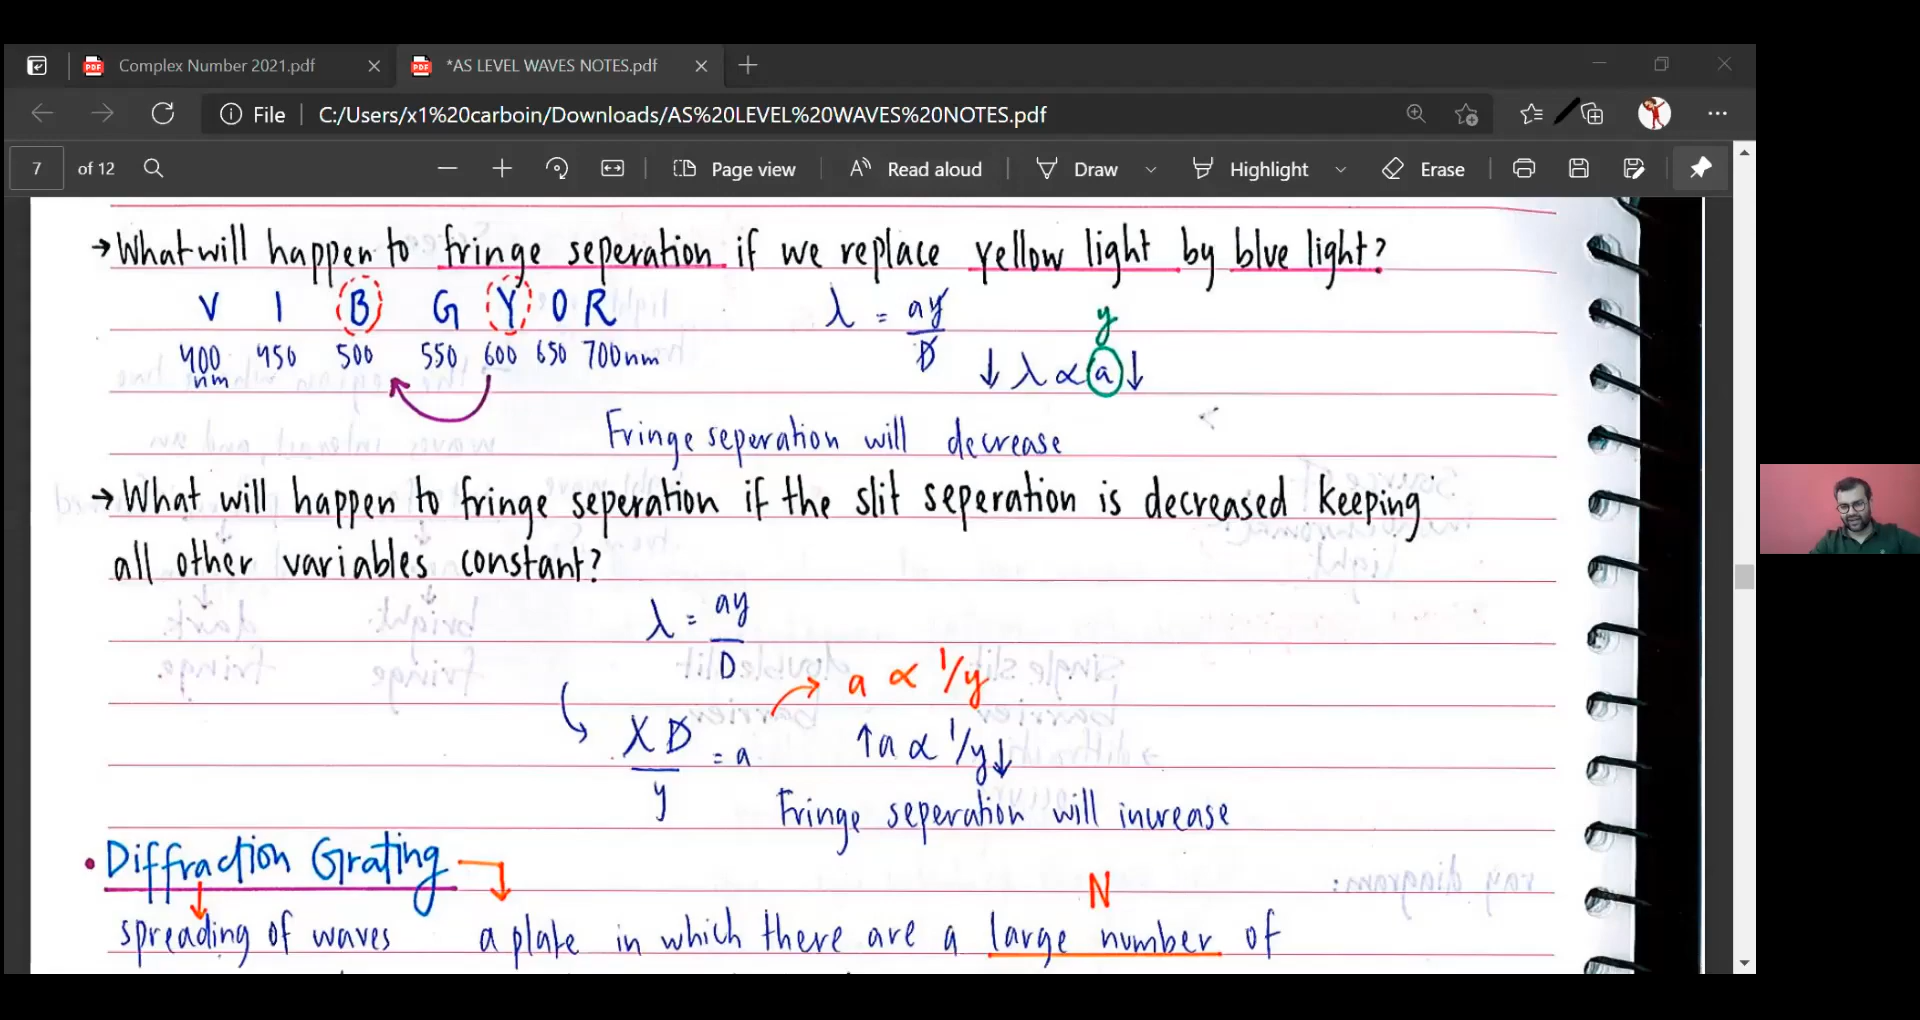 Complex Number 2021.pdf
*AS LEVEL WAVES NOTES.pdf
File C:/Users/x1%20carboin/Downloads/AS%20LEVEL%20WAVES%20NOTES.pdf
7 of 12 Page view Read aloud Draw Highlight Erase
→ What will happen to fringe seperation if we replace yellow light by blue light?
V I B G Y O R
400 nm 450 500 550 600 650 700nm
λ = ay/D
y
↓ λ ∝ a ↓
Fringe seperation will decrease
→ What will happen to fringe seperation if the slit seperation is decreased keeping
all other variables constant?
λ = ay/D
a ∝ 1/y
λD/y = a
↑a ∝ 1/y↓
Fringe seperation will increase
• Diffraction Grating
N
spreading of waves a plate in which there are a large number of